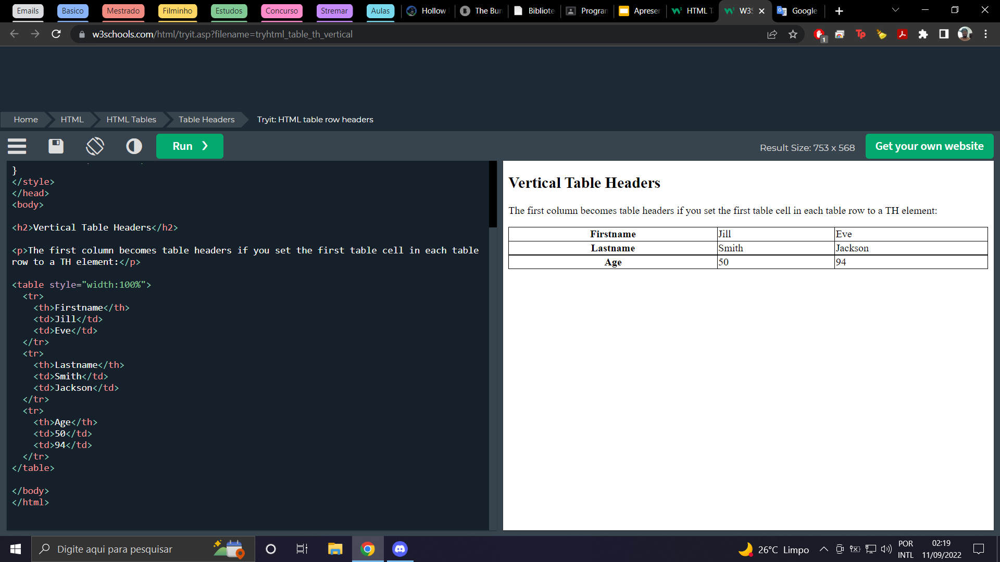 Emails Basico Mestrado Filminho Estudos Concurso Stremar Aulas Hollow The Bun Bibliote Program Apresen HTML T W3S Google
w3schools.com/html/tryit.asp?filename=tryhtml_table_th_vertical
1
Home HTML HTML Tables Table Headers Tryit: HTML table row headers
Run ❯
Result Size: 753 x 568
Get your own website
}
</style>
</head>
<body>
<h2>Vertical Table Headers</h2>
<p>The first column becomes table headers if you set the first table cell in each table
row to a TH element:</p>
<table style="width:100%">
<tr>
<th>Firstname</th>
<td>Jill</td>
<td>Eve</td>
</tr>
<tr>
<th>Lastname</th>
<td>Smith</td>
<td>Jackson</td>
</tr>
<tr>
<th>Age</th>
<td>50</td>
<td>94</td>
</tr>
</table>
</body>
</html>
Vertical Table Headers
The first column becomes table headers if you set the first table cell in each table row to a TH element:
Firstname Jill Eve
Lastname Smith Jackson
Age 50 94
Digite aqui para pesquisar
26°C Limpo
POR
INTL
02:19
11/09/2022